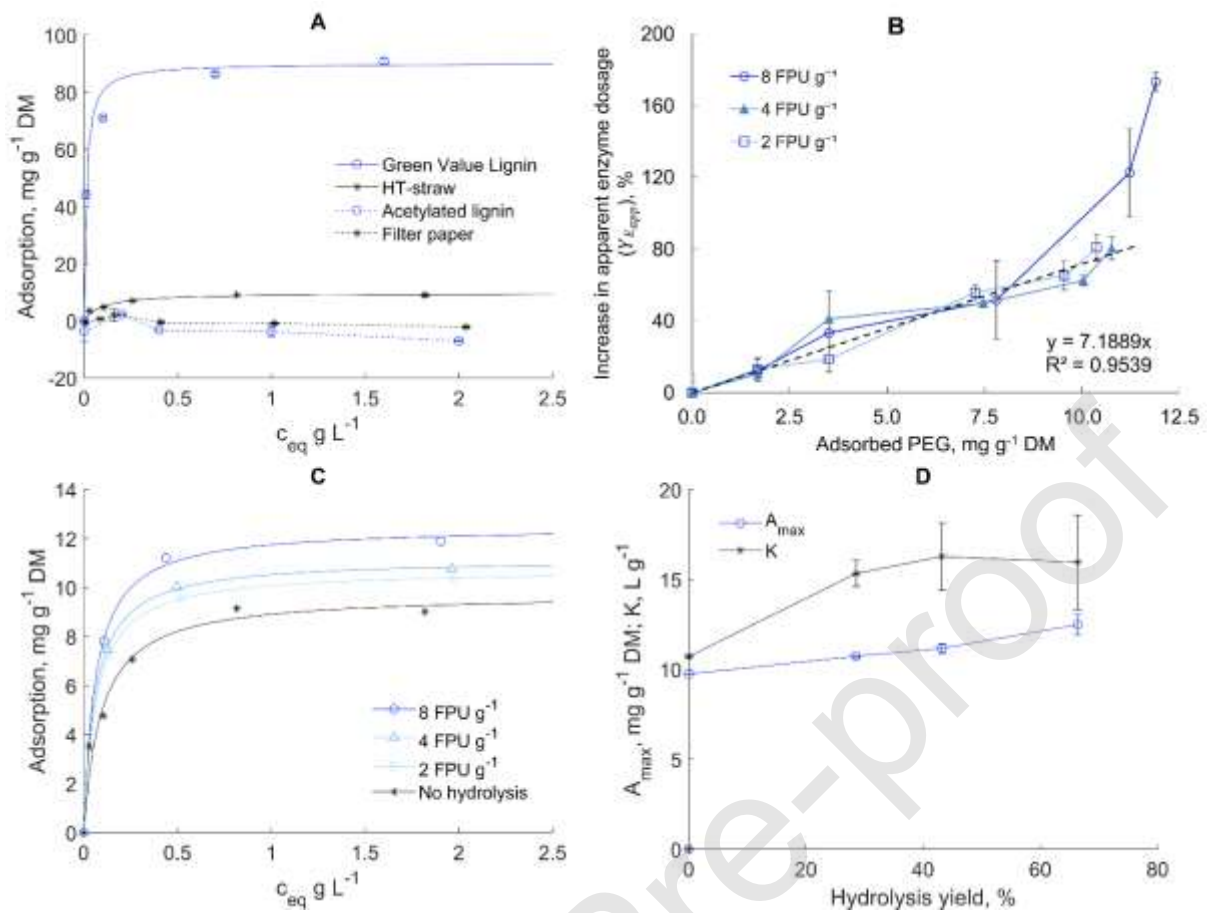 A
Adsorption, mg g⁻¹ DM
100
80
60
40
20
0
-20
Green Value Lignin
HT-straw
Acetylated lignin
Filter paper
0 0.5 1 1.5 2 2.5
c_eq g L⁻¹
B
Increase in apparent enzyme dosage
(Y_Eapp), %
200
160
120
80
40
0
8 FPU g⁻¹
4 FPU g⁻¹
2 FPU g⁻¹
y = 7.1889x
R² = 0.9539
0.0 2.5 5.0 7.5 10.0 12.5
Adsorbed PEG, mg g⁻¹ DM
C
Adsorption, mg g⁻¹ DM
14
12
10
8
6
4
2
0
8 FPU g⁻¹
4 FPU g⁻¹
2 FPU g⁻¹
No hydrolysis
0 0.5 1 1.5 2 2.5
c_eq g L⁻¹
D
A_max, mg g⁻¹ DM; K, L g⁻¹
20
15
10
5
0
A_max
K
0 20 40 60 80
Hydrolysis yield, %
Pre-proof